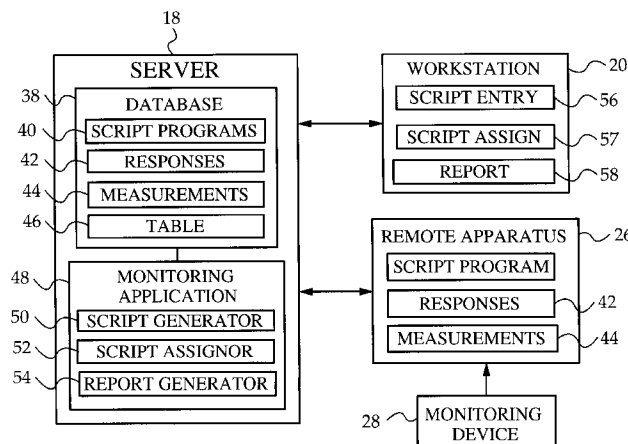 18
SERVER
38
DATABASE
40
SCRIPT PROGRAMS
42
RESPONSES
44
MEASUREMENTS
46
TABLE
48
MONITORING
APPLICATION
50
SCRIPT GENERATOR
52
SCRIPT ASSIGNOR
54
REPORT GENERATOR
WORKSTATION
20
SCRIPT ENTRY
56
SCRIPT ASSIGN
57
REPORT
58
REMOTE APPARATUS
26
SCRIPT PROGRAM
RESPONSES
42
MEASUREMENTS
44
28
MONITORING
DEVICE